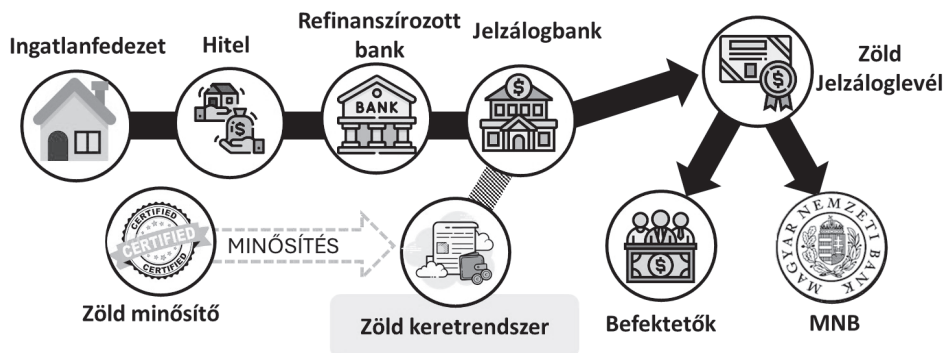 Ingatlanfedezet
Hitel
Refinanszírozott
bank
Jelzálogbank
Zöld
Jelzáloglevél
BANK
CERTIFIED
CERTIFIED
CERTIFIED
MINŐSÍTÉS
MAGYAR NEMZETI BANK
Zöld minősítő
Zöld keretrendszer
Befektetők
MNB